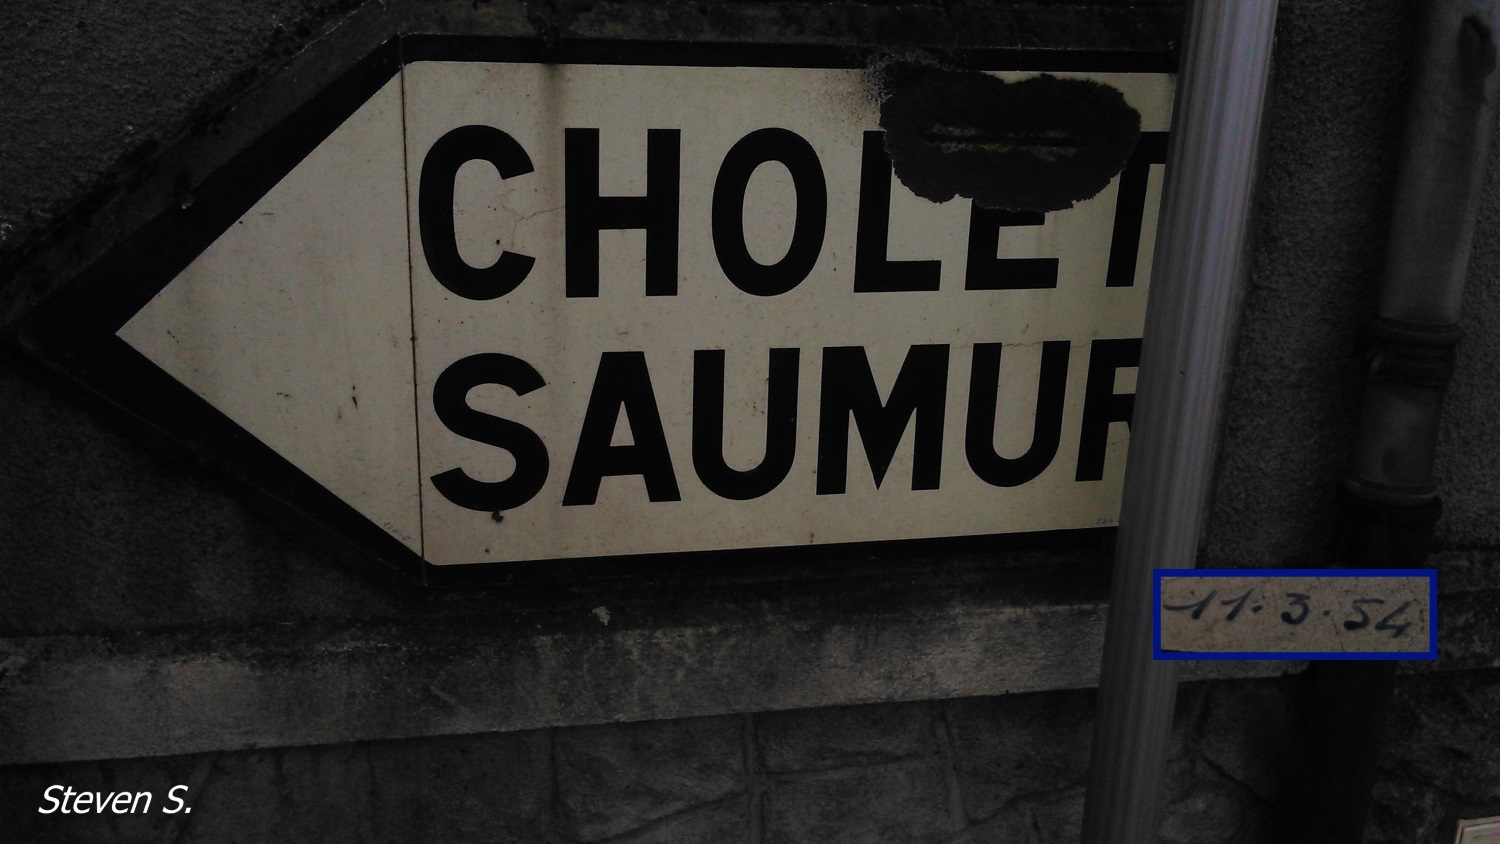 CHOLET
SAUMUR
11.3.54
Steven S.